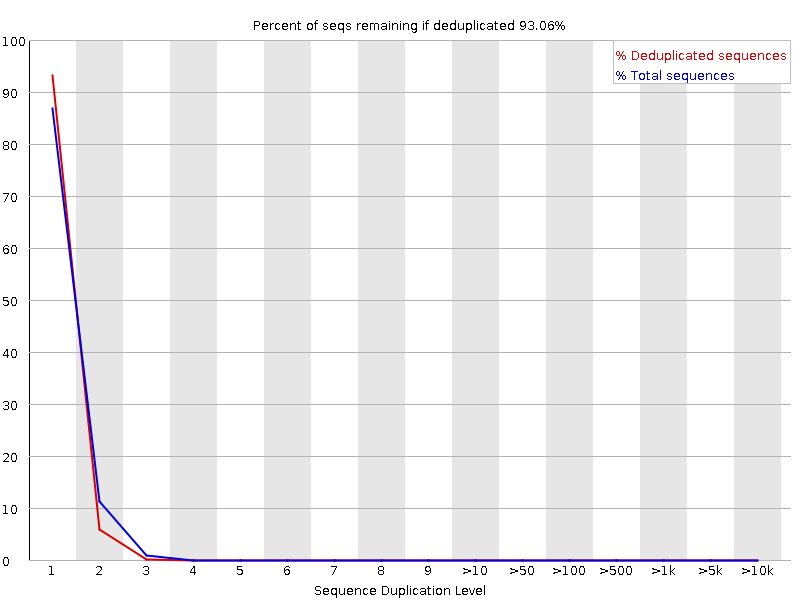 Percent of seqs remaining if deduplicated 93.06%
% Deduplicated sequences
% Total sequences
100
90
80
70
60
50
40
30
20
10
0
1 2 3 4 5 6 7 8 9 >10 >50 >100 >500 >1k >5k >10k
Sequence Duplication Level